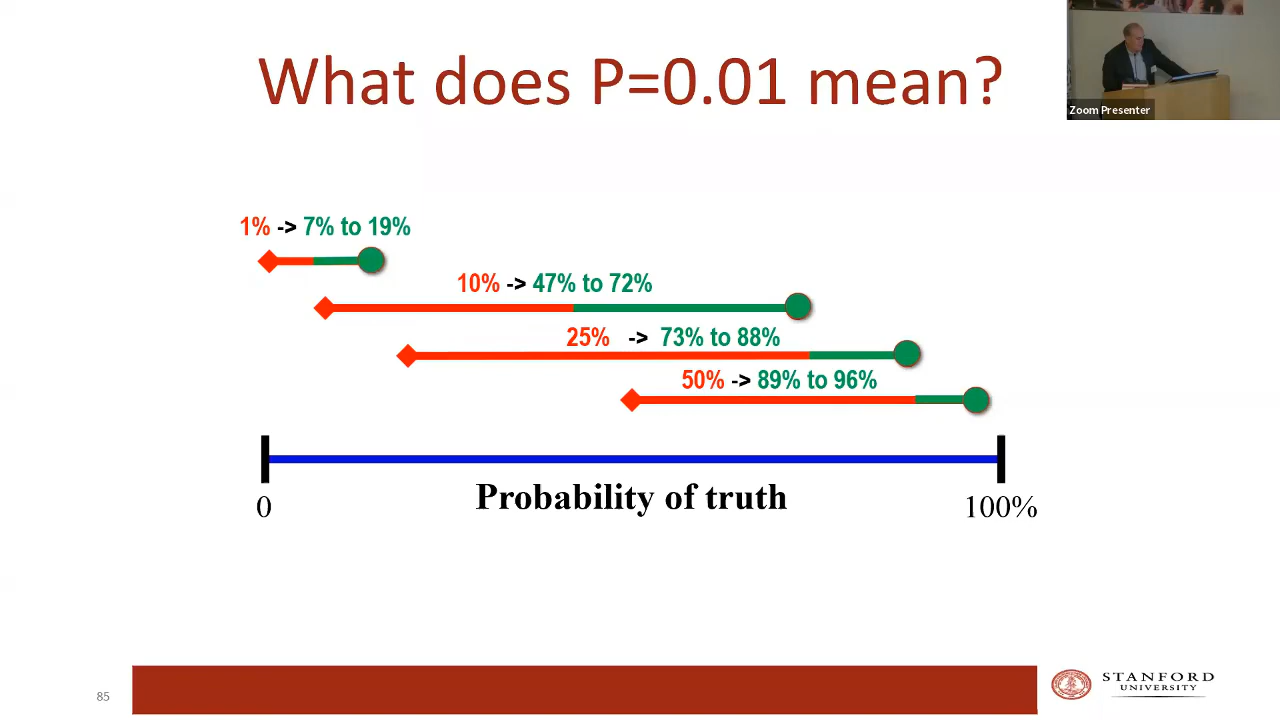 What does P=0.01 mean?
Zoom Presenter
1% -> 7% to 19%
10% -> 47% to 72%
25% -> 73% to 88%
50% -> 89% to 96%
0
Probability of truth
100%
85
STANFORD
UNIVERSITY